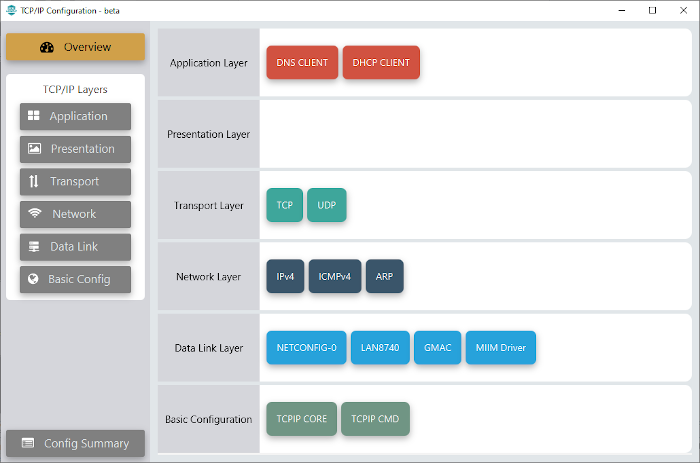 TCP/IP Configuration - beta
Overview
TCP/IP Layers
Application
Presentation
Transport
Network
Data Link
Basic Config
Config Summary
Application Layer
DNS CLIENT
DHCP CLIENT
Presentation Layer
Transport Layer
TCP
UDP
Network Layer
IPv4
ICMPv4
ARP
Data Link Layer
NETCONFIG-0
LAN8740
GMAC
MIIM Driver
Basic Configuration
TCPIP CORE
TCPIP CMD